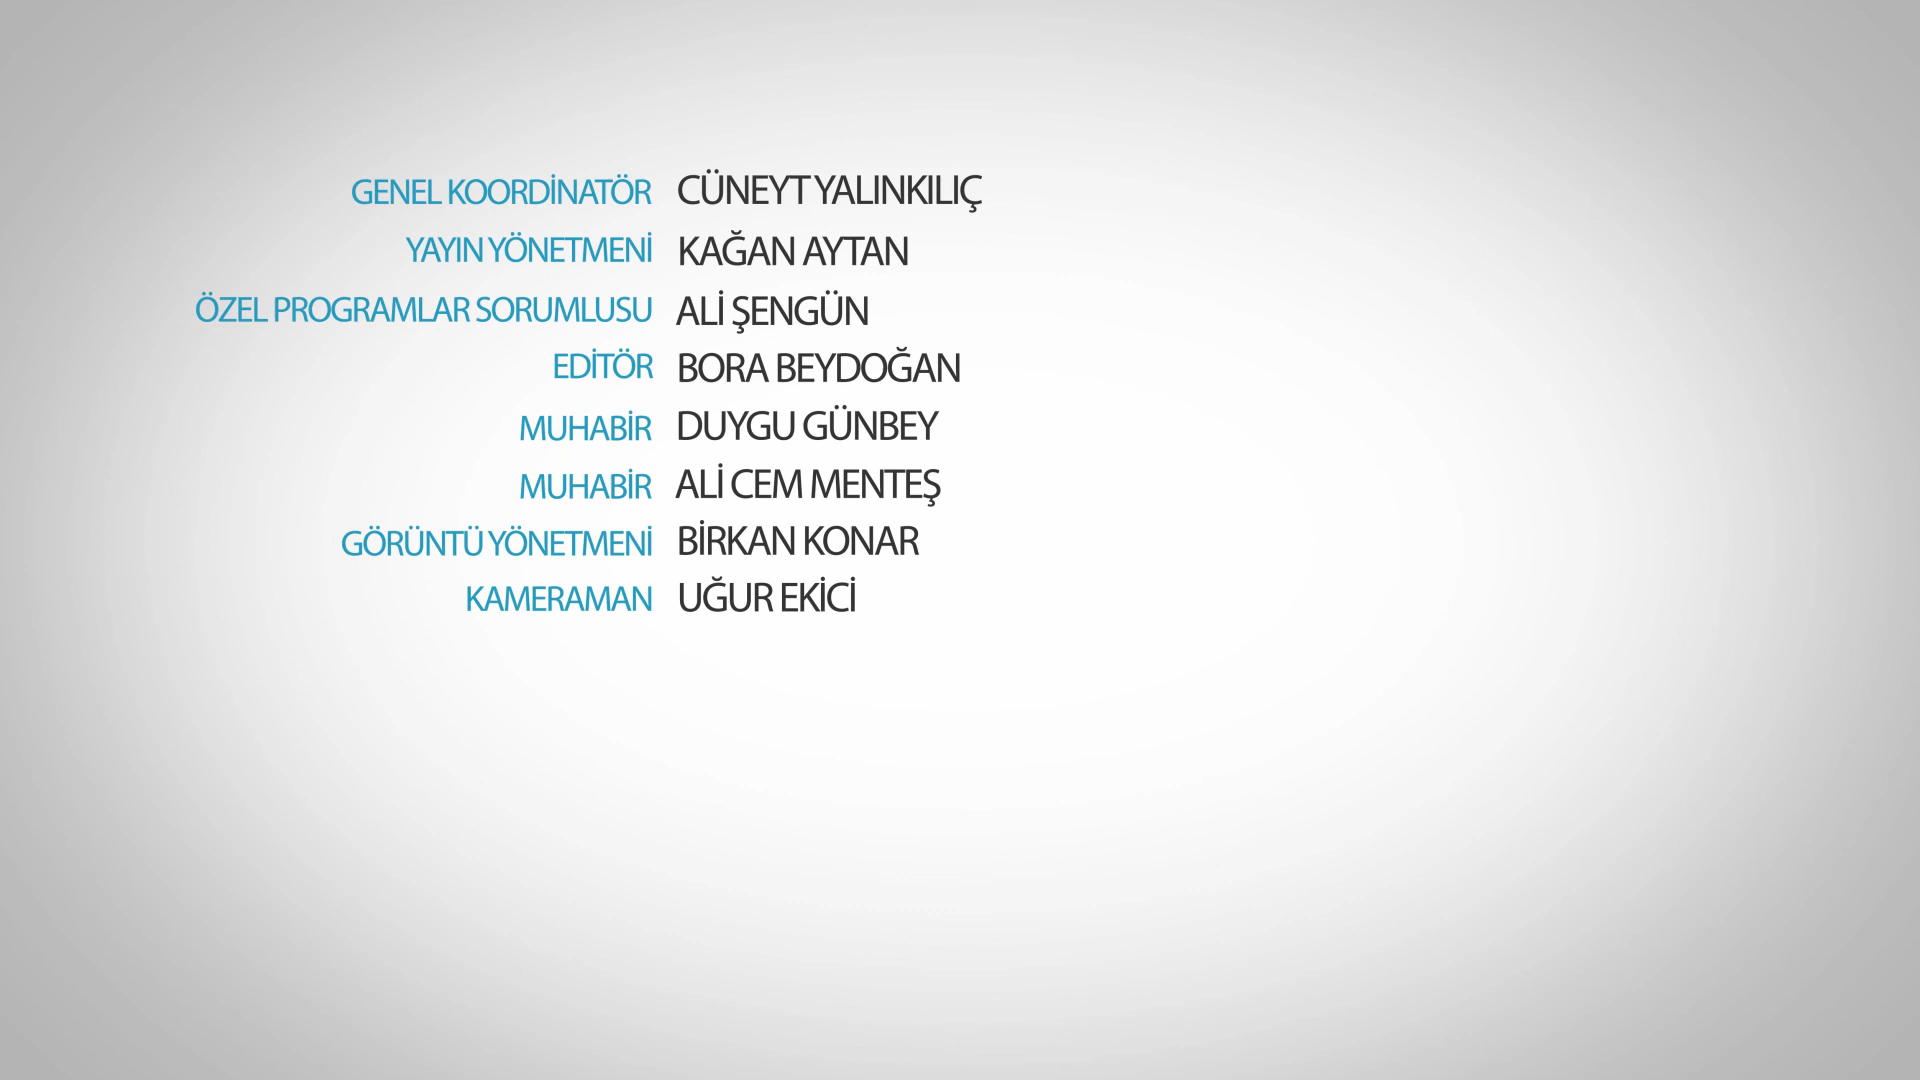 GENEL KOORDİNATÖR CÜNEYT YALINKILIÇ
YAYIN YÖNETMENİ KAĞAN AYTAN
ÖZEL PROGRAMLAR SORUMLUSU ALİ ŞENGÜN
EDİTÖR BORA BEYDOĞAN
MUHABİR DUYGU GÜNBEY
MUHABİR ALİ CEM MENTEŞ
GÖRÜNTÜ YÖNETMENİ BİRKAN KONAR
KAMERAMAN UĞUR EKİCİ